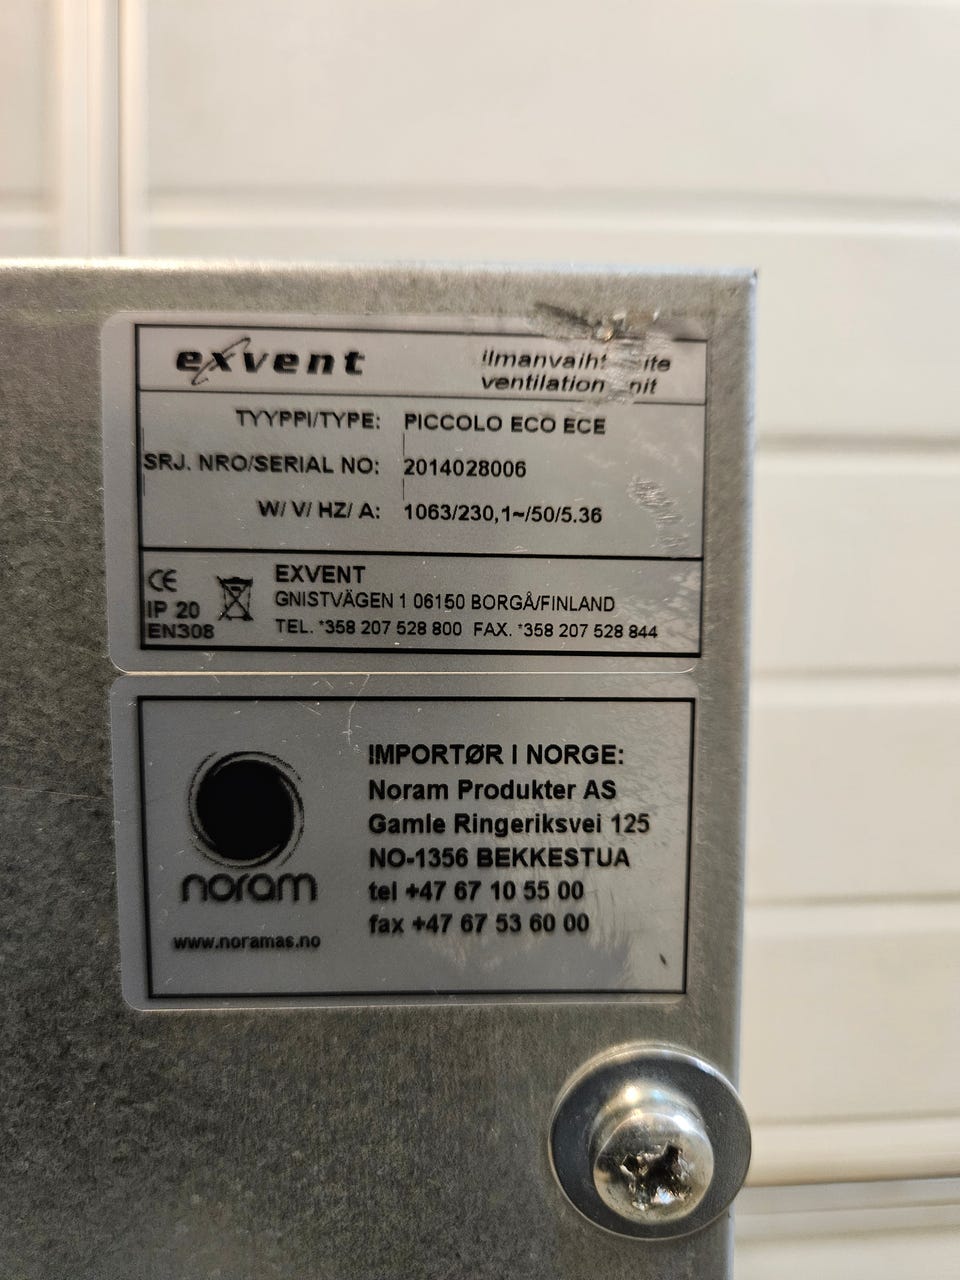 exvent
ventilation
TYYPPI/TYPE: PICCOLO ECO ECE
SRJ. NRO/SERIAL NO: 2014028006
W/ V/ HZ/ A: 1063/230,1~/50/5.36
CE
IP 20
EN308
EXVENT
GNISTVÄGEN 1 06150 BORGÅ/FINLAND
TEL. *358 207 528 800 FAX. *358 207 528 844
noram
www.noramas.no
IMPORTØR I NORGE:
Noram Produkter AS
Gamle Ringeriksvei 125
NO-1356 BEKKESTUA
tel +47 67 10 55 00
fax +47 67 53 60 00